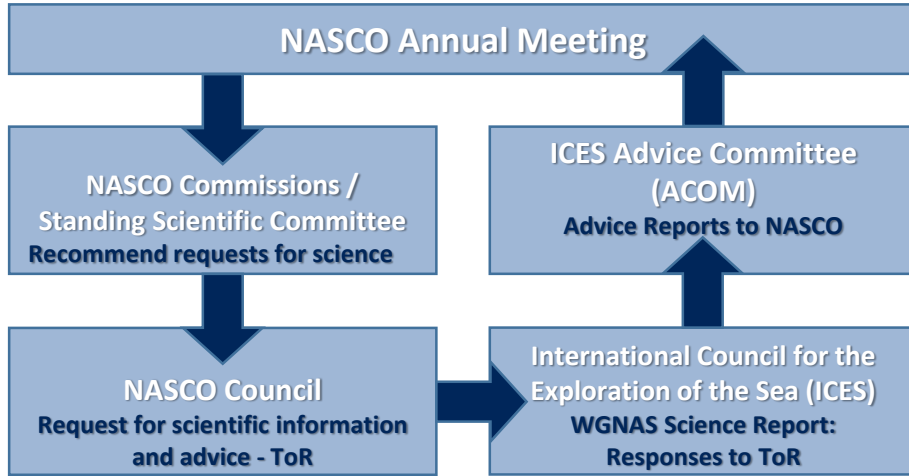 NASCO Annual Meeting
NASCO Commissions /
Standing Scientific Committee
Recommend requests for science
NASCO Council
Request for scientific information
and advice - ToR
International Council for the
Exploration of the Sea (ICES)
WGNAS Science Report:
Responses to ToR
ICES Advice Committee
(ACOM)
Advice Reports to NASCO